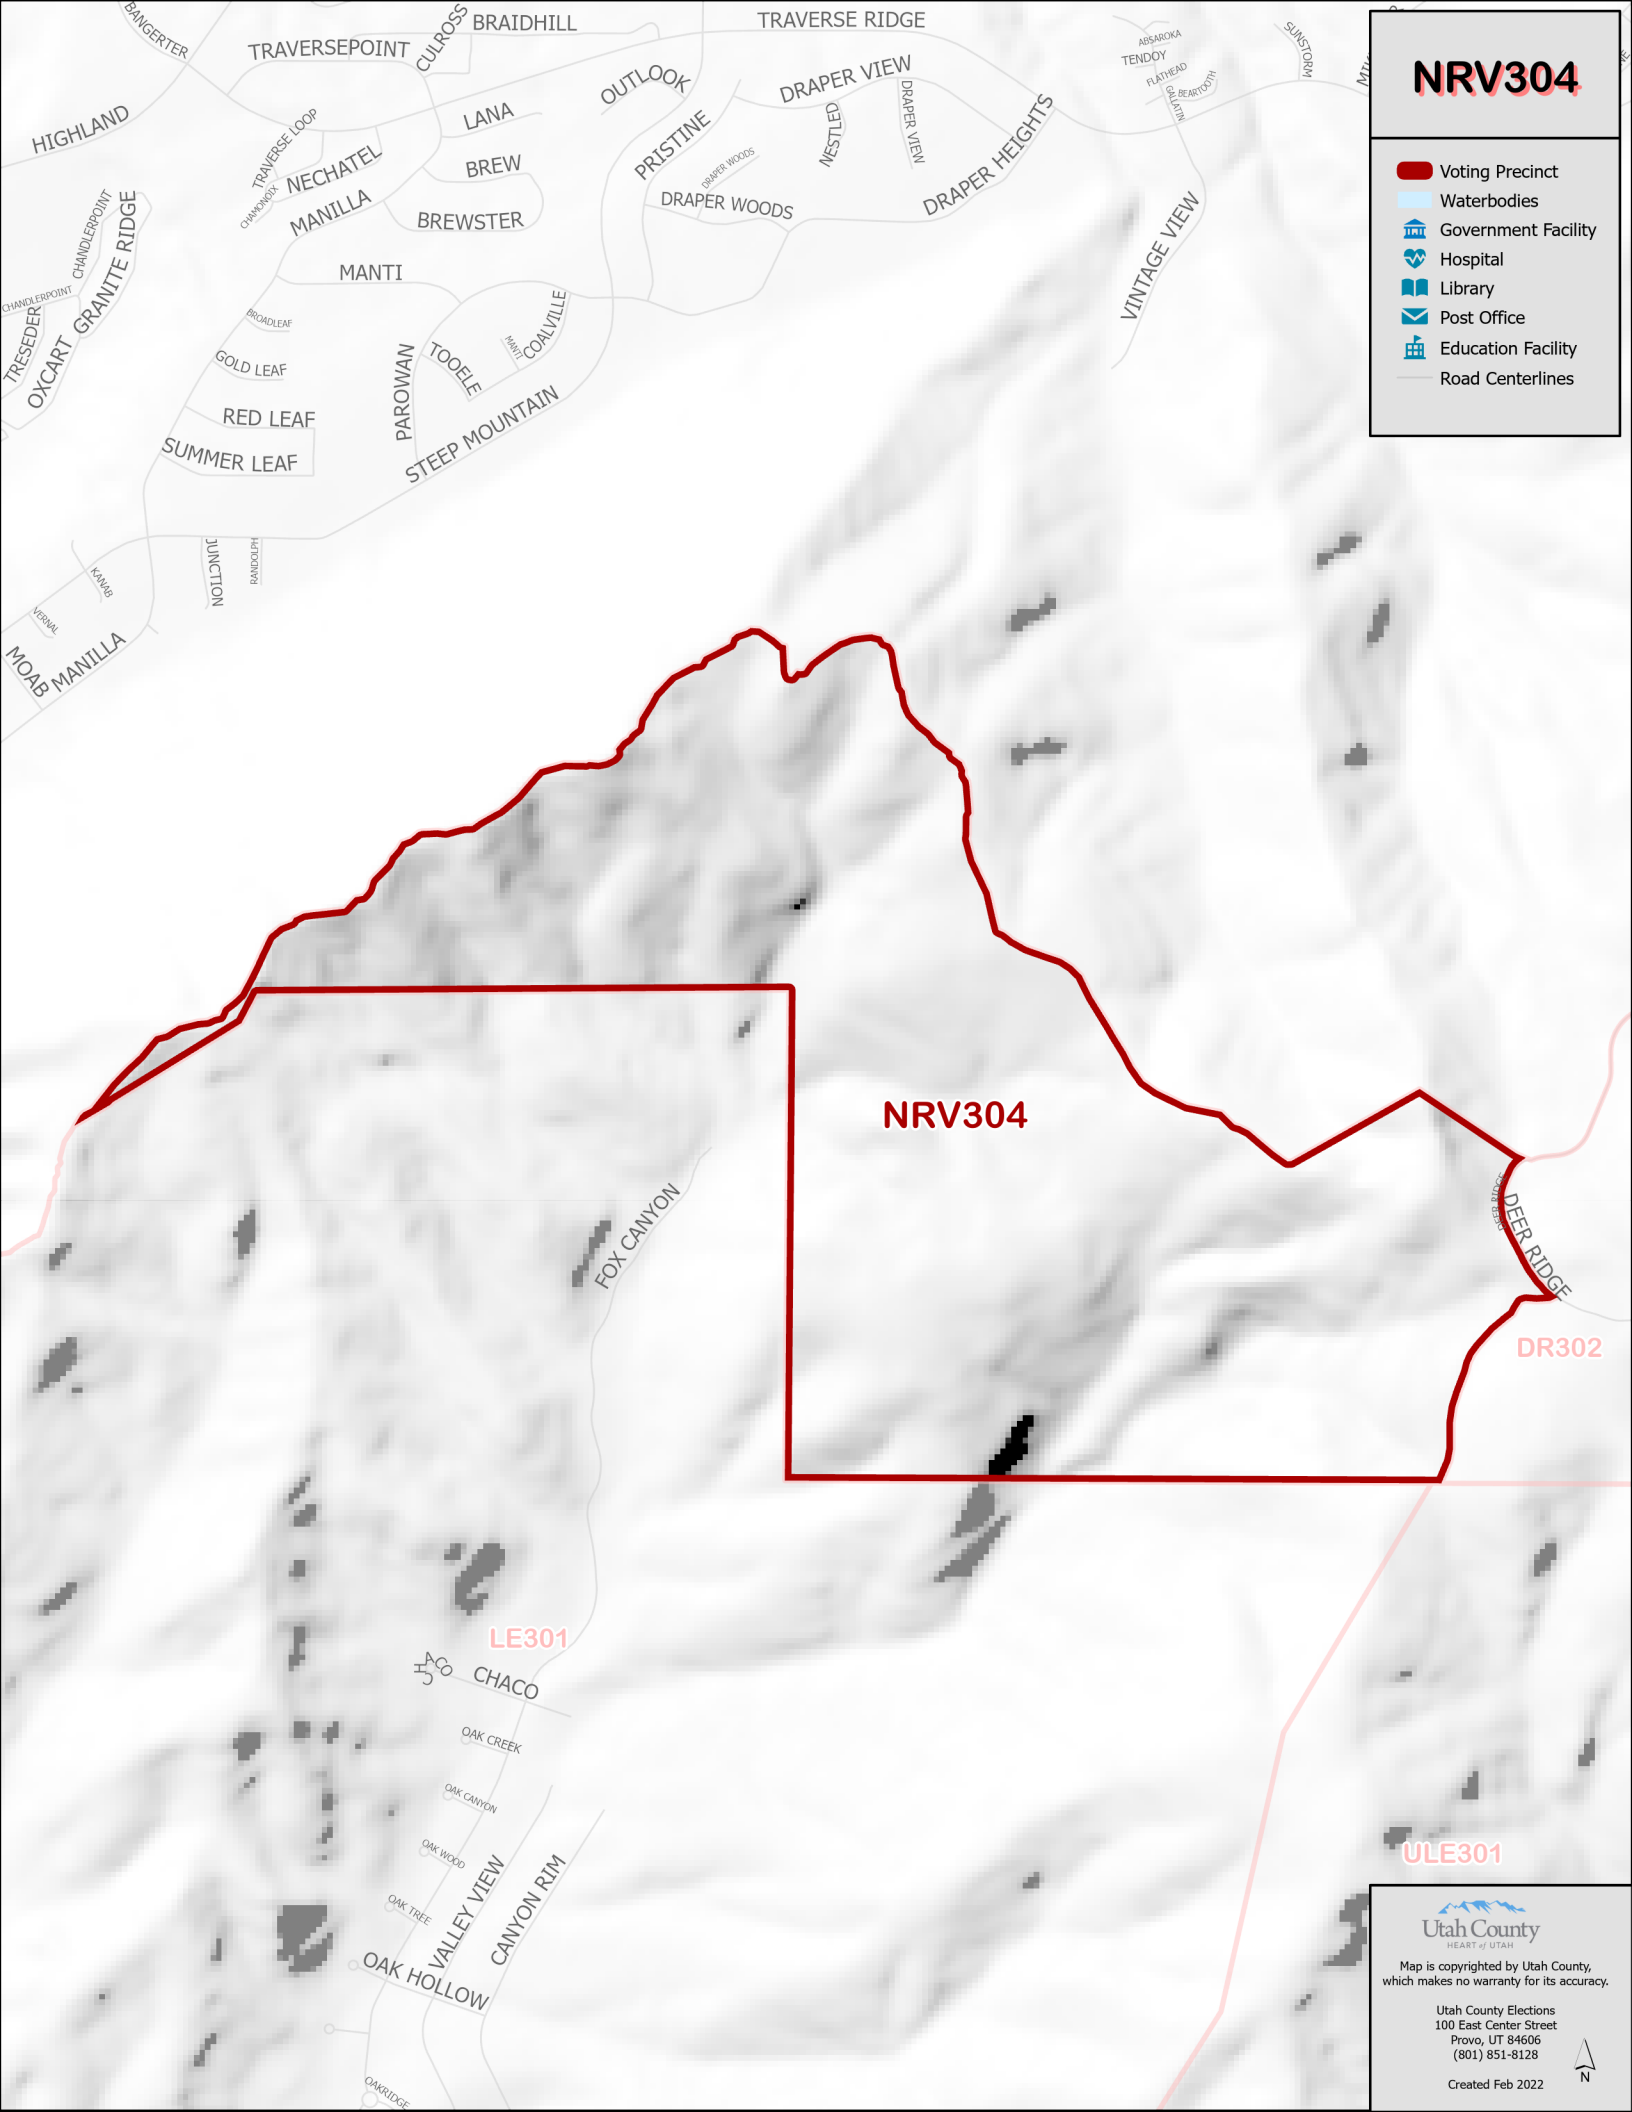 BANGERTER
TRAVERSEPOINT
CULROSS
BRAIDHILL
TRAVERSE RIDGE
ABSAROKA
TENDOY
FLATHEAD
GALLATIN
BEARTOOTH
SUNSTORM
NRV304
HIGHLAND
TRAVERSE LOOP
LANA
OUTLOOK
DRAPER VIEW
NESTLED
DRAPER VIEW
DRAPER HEIGHTS
NECHATEL
CHAMONIX
MANILLA
BREW
BREWSTER
PRISTINE
DRAPER WOODS
DRAPER WOODS
VINTAGE VIEW
Voting Precinct
Waterbodies
Government Facility
Hospital
Library
Post Office
Education Facility
Road Centerlines
CHANDLERPOINT
GRANITE RIDGE
CHANDLERPOINT
TRESEDER
OXCART
MANTI
BROADLEAF
GOLD LEAF
RED LEAF
SUMMER LEAF
PAROWAN
TOOELE
MANTI
COALVILLE
STEEP MOUNTAIN
JUNCTION
RANDOLPH
KANAB
VERNAL
MOAB
MANILLA
NRV304
FOX CANYON
DEER RIDGE
DEER RIDGE
DR302
LE301
CHACO
CHACO
OAK CREEK
OAK CANYON
OAK WOOD
OAK TREE
VALLEY VIEW
CANYON RIM
OAK HOLLOW
OAKRIDGE
ULE301
Utah County
HEART of UTAH
Map is copyrighted by Utah County,
which makes no warranty for its accuracy.
Utah County Elections
100 East Center Street
Provo, UT 84606
(801) 851-8128
N
Created Feb 2022